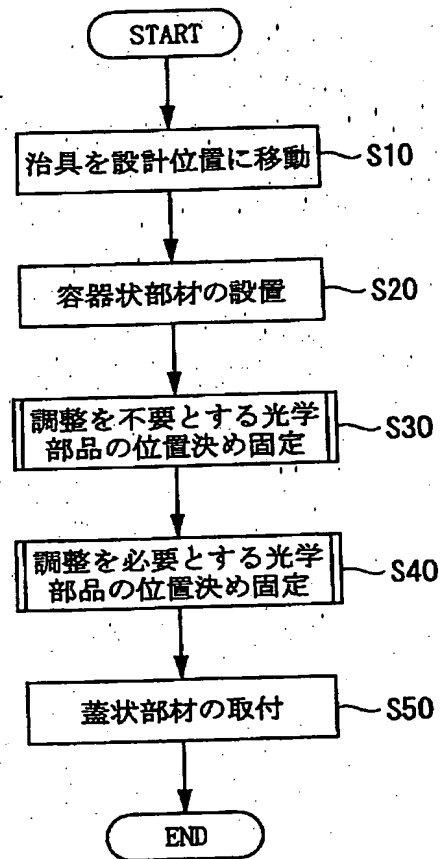 START
治具を設計位置に移動
S10
容器状部材の設置
S20
調整を不要とする光学
部品の位置決め固定
S30
調整を必要とする光学
部品の位置決め固定
S40
蓋状部材の取付
S50
END